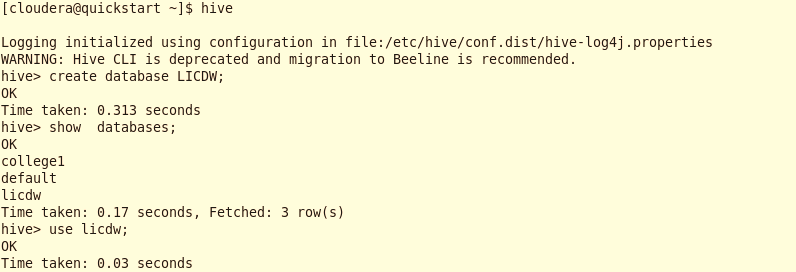 [cloudera@quickstart ~]$ hive
Logging initialized using configuration in file:/etc/hive/conf.dist/hive-log4j.properties
WARNING: Hive CLI is deprecated and migration to Beeline is recommended.
hive> create database LICDW;
OK
Time taken: 0.313 seconds
hive> show  databases;
OK
college1
default
licdw
Time taken: 0.17 seconds, Fetched: 3 row(s)
hive> use licdw;
OK
Time taken: 0.03 seconds